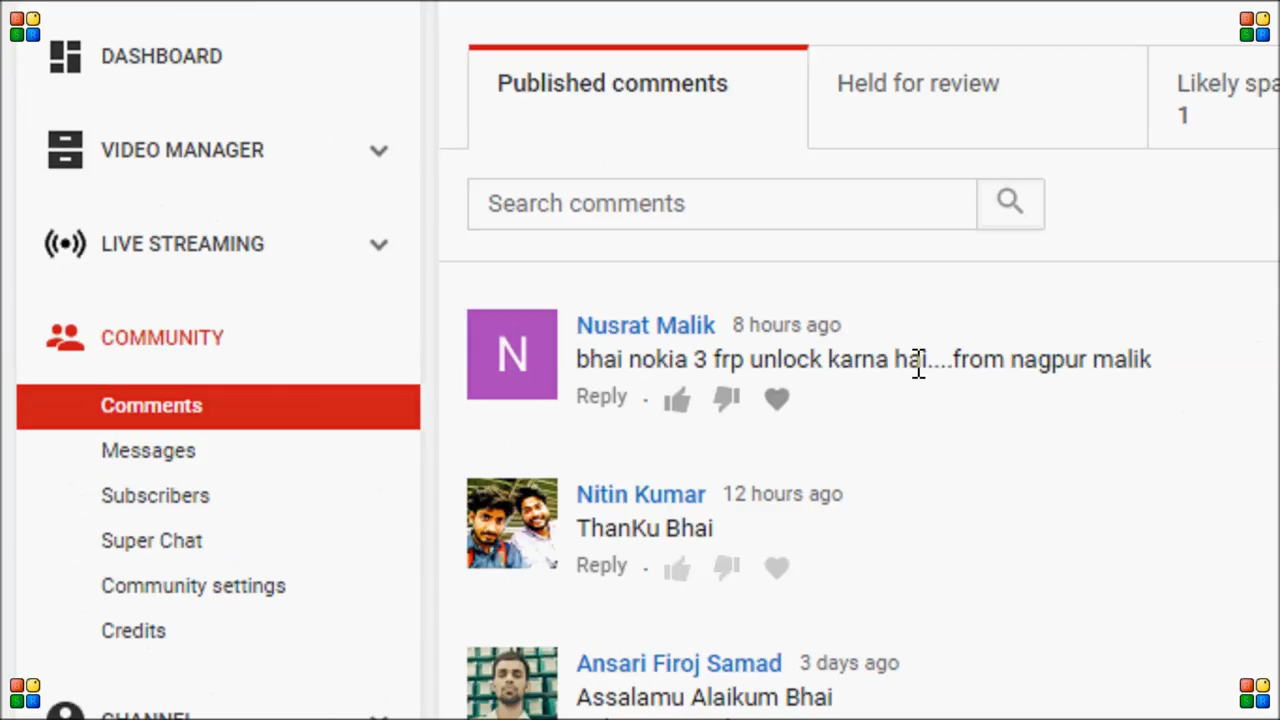 DASHBOARD
VIDEO MANAGER
LIVE STREAMING
COMMUNITY
Comments
Messages
Subscribers
Super Chat
Community settings
Credits
CHANNEL
Published comments
Held for review
Likely spa
1
Search comments
N
Nusrat Malik 8 hours ago
bhai nokia 3 frp unlock karna hai....from nagpur malik
Reply
Nitin Kumar 12 hours ago
ThanKu Bhai
Reply
Ansari Firoj Samad 3 days ago
Assalamu Alaikum Bhai